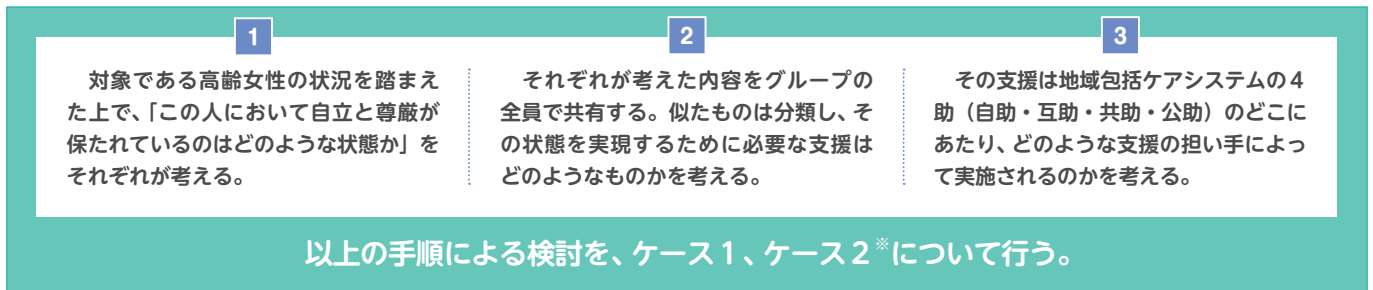 1
対象である高齢女性の状況を踏まえ
た上で、「この人において自立と尊厳が
保たれているのはどのような状態か」を
それぞれが考える。
2
それぞれが考えた内容をグループの
全員で共有する。似たものは分類し、そ
の状態を実現するために必要な支援は
どのようなものかを考える。
3
その支援は地域包括ケアシステムの4
助（自助・互助・共助・公助）のどこに
あたり、どのような支援の担い手によっ
て実施されるのかを考える。
以上の手順による検討を、ケース1、ケース2※について行う。